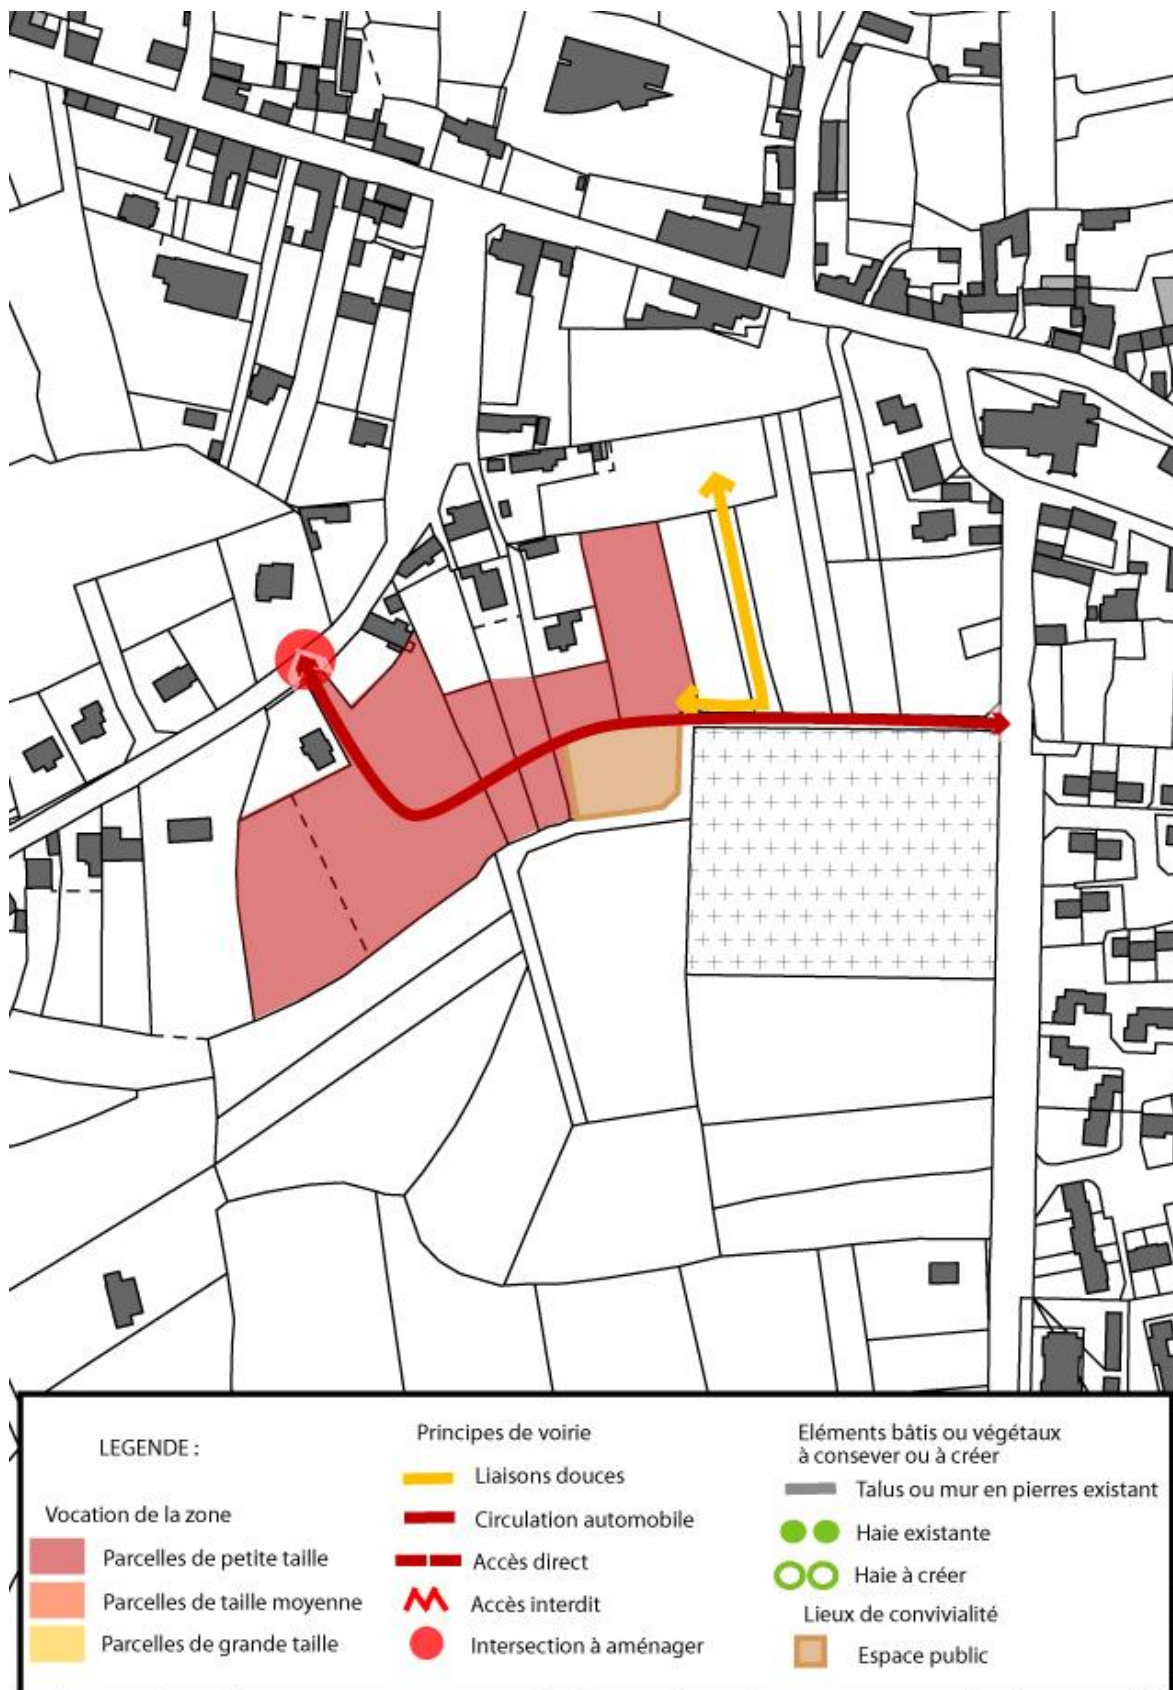 LEGENDE :
Vocation de la zone
Parcelles de petite taille
Parcelles de taille moyenne
Parcelles de grande taille
Principes de voirie
Liaisons douces
Circulation automobile
Accès direct
Accès interdit
Intersection à aménager
Eléments bâtis ou végétaux
à consever ou à créer
Talus ou mur en pierres existant
Haie existante
Haie à créer
Lieux de convivialité
Espace public